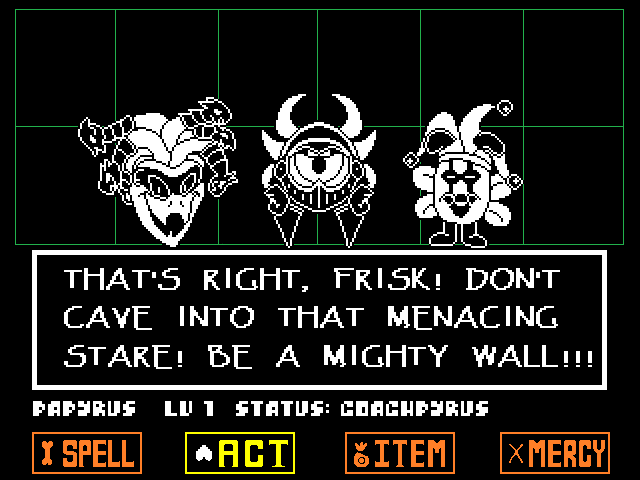 THAT'S RIGHT, FRISK! DON'T
CAVE INTO THAT MENACING
STARE! BE A MIGHTY WALL!!!
PAPYRUS LV 1 STATUS: COACHPYRUS
SPELL ACT ITEM MERCY